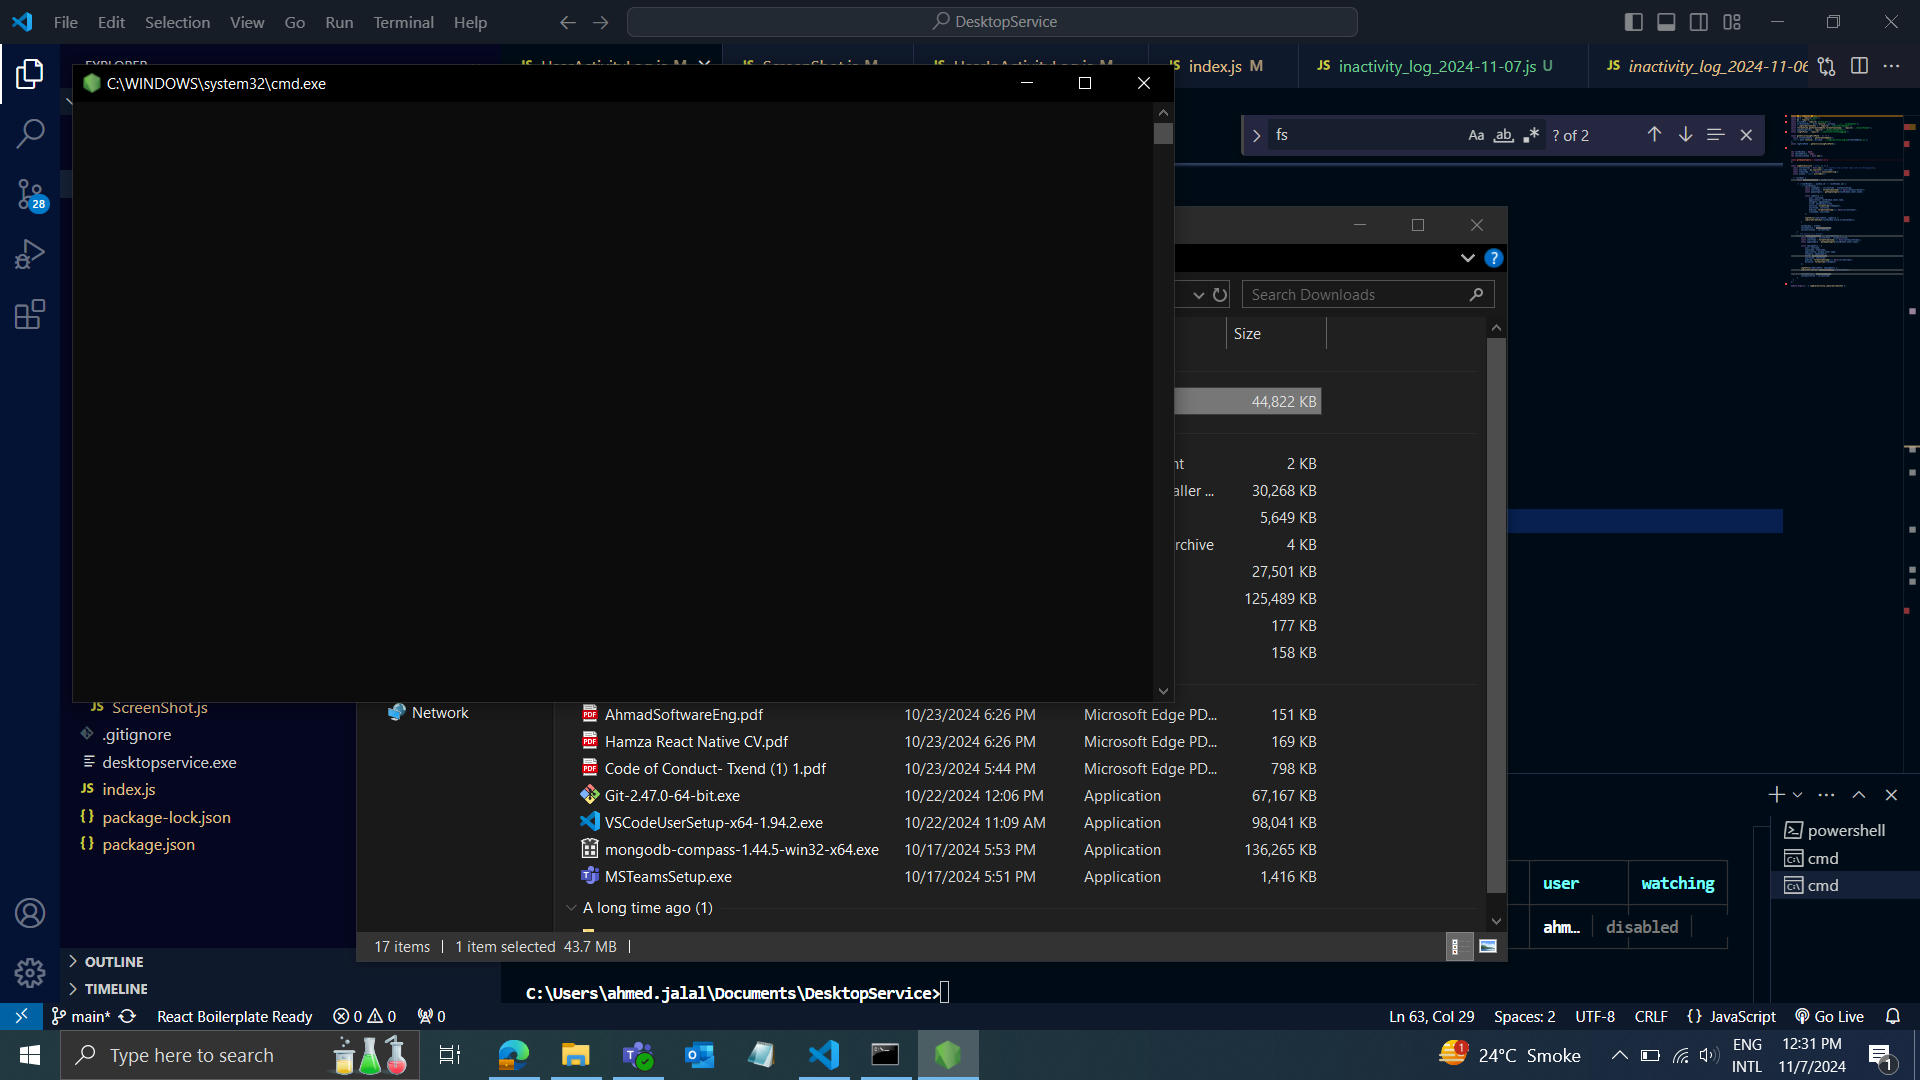 File Edit Selection View Go Run Terminal Help
DesktopService
index.js M
inactivity_log_2024-11-07.js U
inactivity_log_2024-11-06
C:\WINDOWS\system32\cmd.exe
fs
Aa ab ? of 2
28
Search Downloads
Size
44,822 KB
nt 2 KB
aller ... 30,268 KB
5,649 KB
rchive 4 KB
27,501 KB
125,489 KB
177 KB
158 KB
JS ScreenShot.js
.gitignore
desktopservice.exe
JS index.js
{} package-lock.json
{} package.json
Network
AhmadSoftwareEng.pdf 10/23/2024 6:26 PM Microsoft Edge PD... 151 KB
Hamza React Native CV.pdf 10/23/2024 6:26 PM Microsoft Edge PD... 169 KB
Code of Conduct- Txend (1) 1.pdf 10/23/2024 5:44 PM Microsoft Edge PD... 798 KB
Git-2.47.0-64-bit.exe 10/22/2024 12:06 PM Application 67,167 KB
VSCodeUserSetup-x64-1.94.2.exe 10/22/2024 11:09 AM Application 98,041 KB
mongodb-compass-1.44.5-win32-x64.exe 10/17/2024 5:53 PM Application 136,265 KB
MSTeamsSetup.exe 10/17/2024 5:51 PM Application 1,416 KB
A long time ago (1)
17 items 1 item selected 43.7 MB
powershell
cmd
cmd
user watching
ahm… disabled
OUTLINE
TIMELINE
C:\Users\ahmed.jalal\Documents\DesktopService>
main* React Boilerplate Ready 0 0 0 Ln 63, Col 29 Spaces: 2 UTF-8 CRLF {} JavaScript Go Live
Type here to search
24°C Smoke
ENG
INTL
12:31 PM
11/7/2024
1